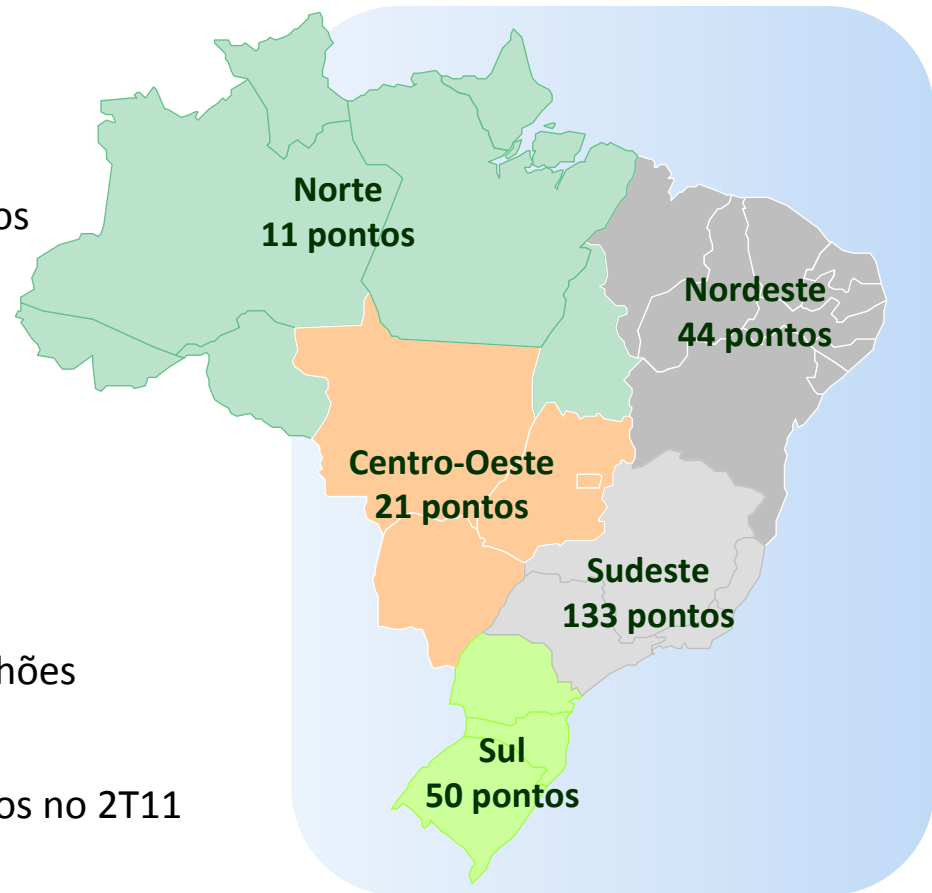 os
Norte
11 pontos
Nordeste
44 pontos
Centro-Oeste
21 pontos
Sudeste
133 pontos
hões
Sul
50 pontos
os no 2T11